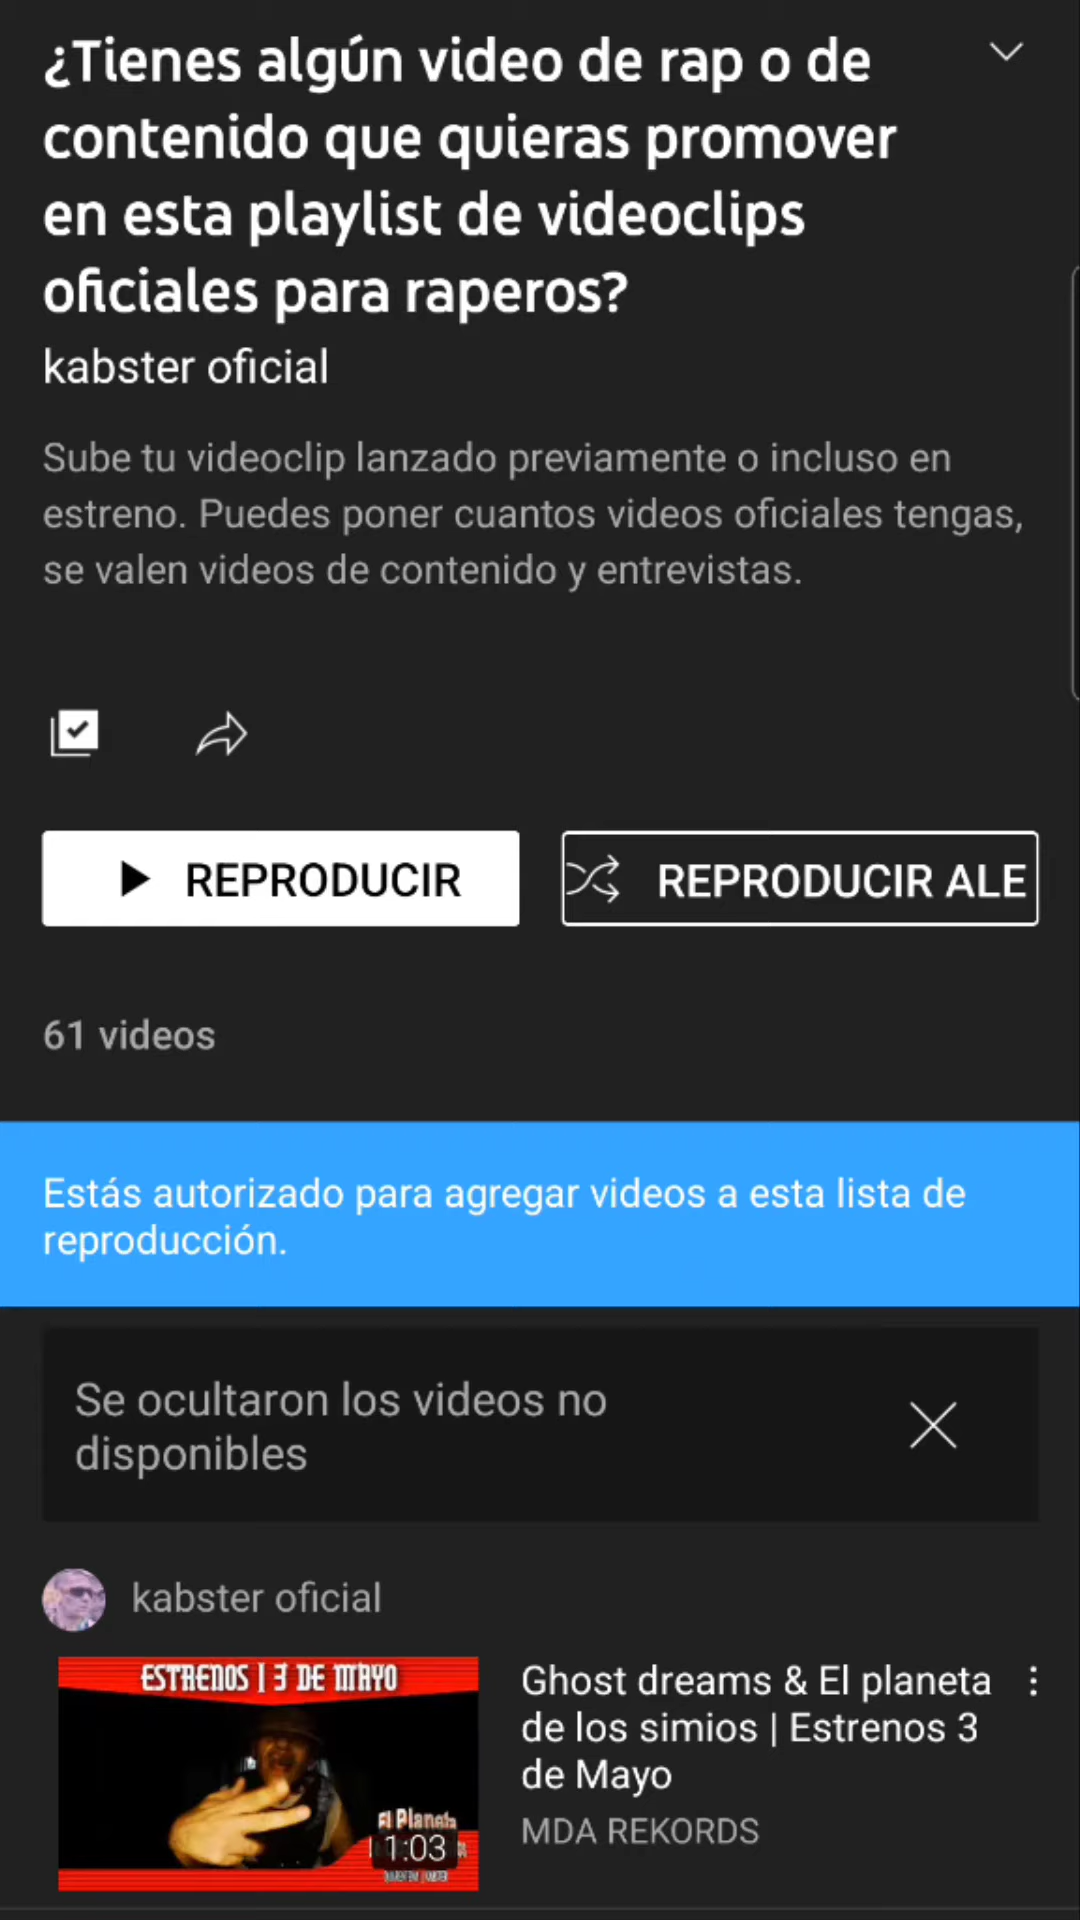 ¿Tienes algún video de rap o de
contenido que quieras promover
en esta playlist de videoclips
oficiales para raperos?
kabster oficial
Sube tu videoclip lanzado previamente o incluso en
estreno. Puedes poner cuantos videos oficiales tengas,
se valen videos de contenido y entrevistas.
REPRODUCIR
REPRODUCIR ALE
61 videos
Estás autorizado para agregar videos a esta lista de
reproducción.
Se ocultaron los videos no
disponibles
kabster oficial
ESTRENOS | 3 DE MAYO
El Planeta
1:03
Ghost dreams & El planeta
de los simios | Estrenos 3
de Mayo
MDA REKORDS